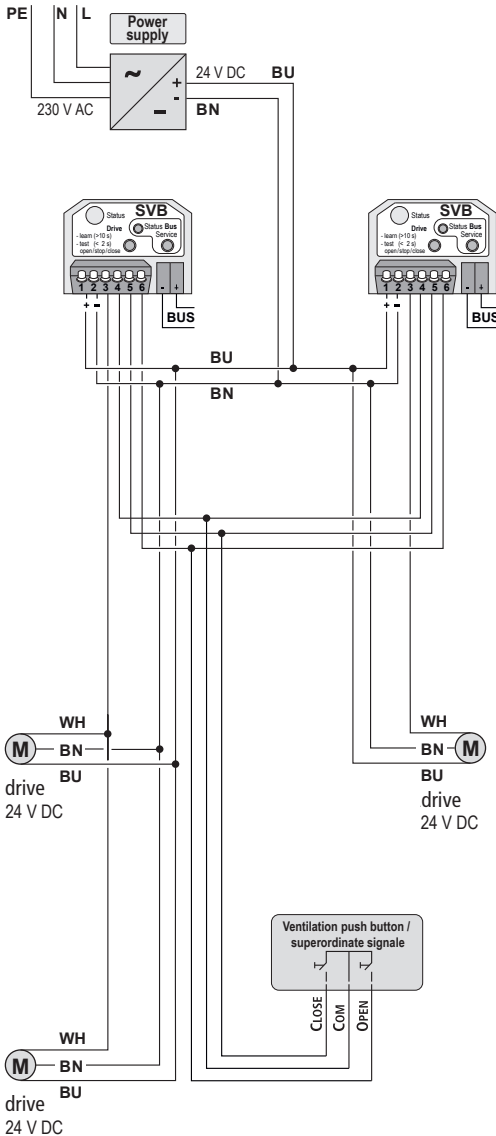 PE N L
Power
supply
~
+
-
24 V DC BU
230 V AC
BN
Status SVB
Status Bus
Drive
Service
- learn (>10 s)
- test (< 2 s)
open/stop/close
1 2 3 4 5 6 - +
+ -
BUS
Status SVB
Status Bus
Drive
Service
- learn (>10 s)
- test (< 2 s)
open/stop/close
1 2 3 4 5 6 - +
+ -
BUS
BU
BN
WH
M BN
BU
drive
24 V DC
WH
BN M
BU
drive
24 V DC
Ventilation push button /
superordinate signale
CLOSE
COM
OPEN
WH
M BN
BU
drive
24 V DC